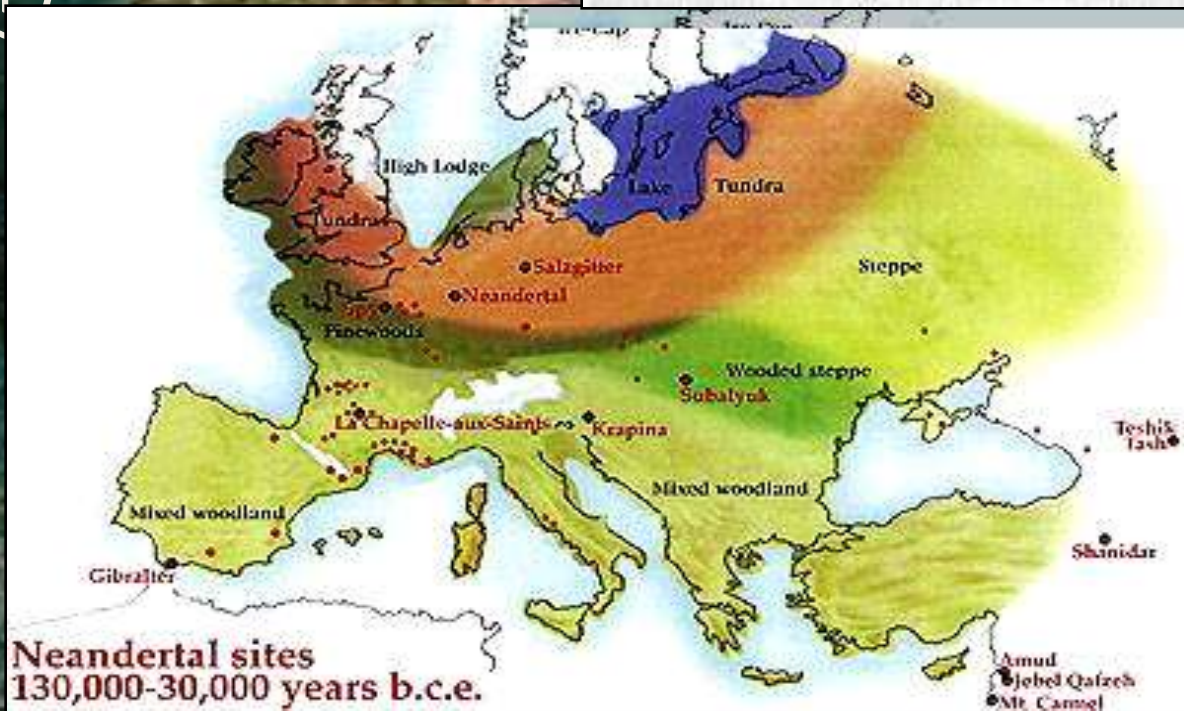 Ice Cap
High Lodge
Lake
Tundra
Tundra
Salzgitter
Steppe
Neandertal
Spy
Pinewoods
Wooded steppe
Subalyuk
La Chapelle-aux-Saints
Krapina
Teshik
Tash
Mixed woodland
Mixed woodland
Shanidar
Gibralter
Neandertal sites
130,000-30,000 years b.c.e.
Amud
Jebel Qafzeh
Mt. Carmel